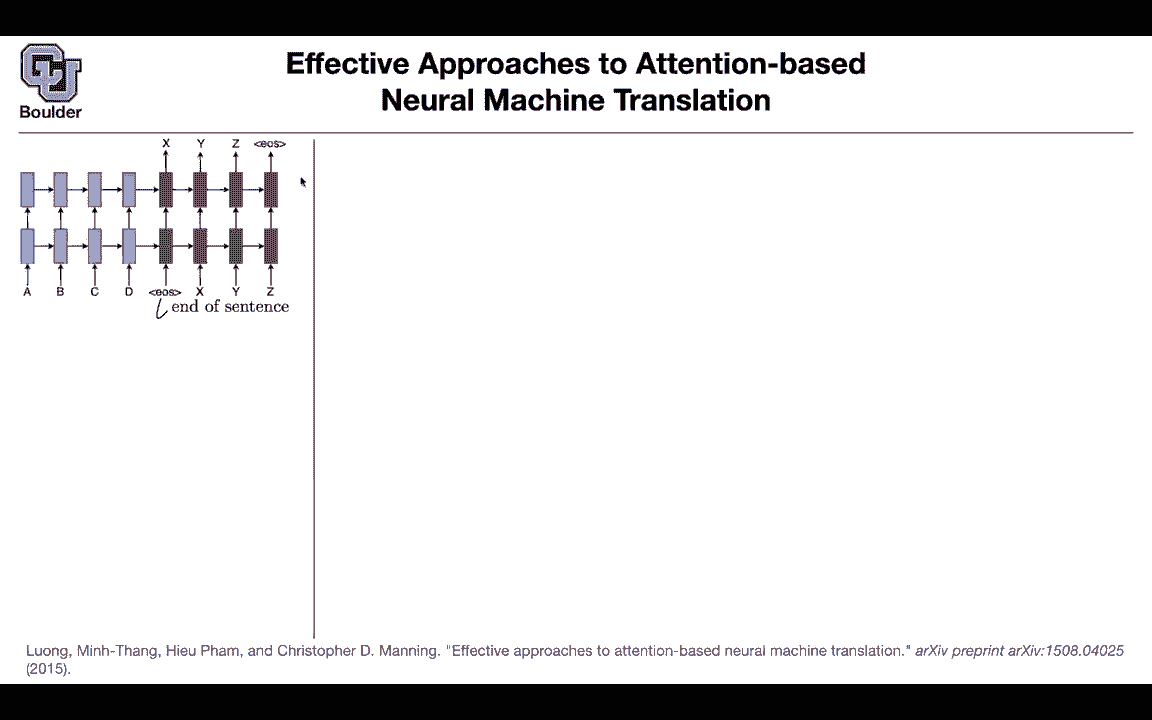 Effective Approaches to Attention-based
Neural Machine Translation
CU
Boulder
X Y Z <eos>
A B C D <eos> X Y Z
end of sentence
Luong, Minh-Thang, Hieu Pham, and Christopher D. Manning. "Effective approaches to attention-based neural machine translation." arXiv preprint arXiv:1508.04025
(2015).